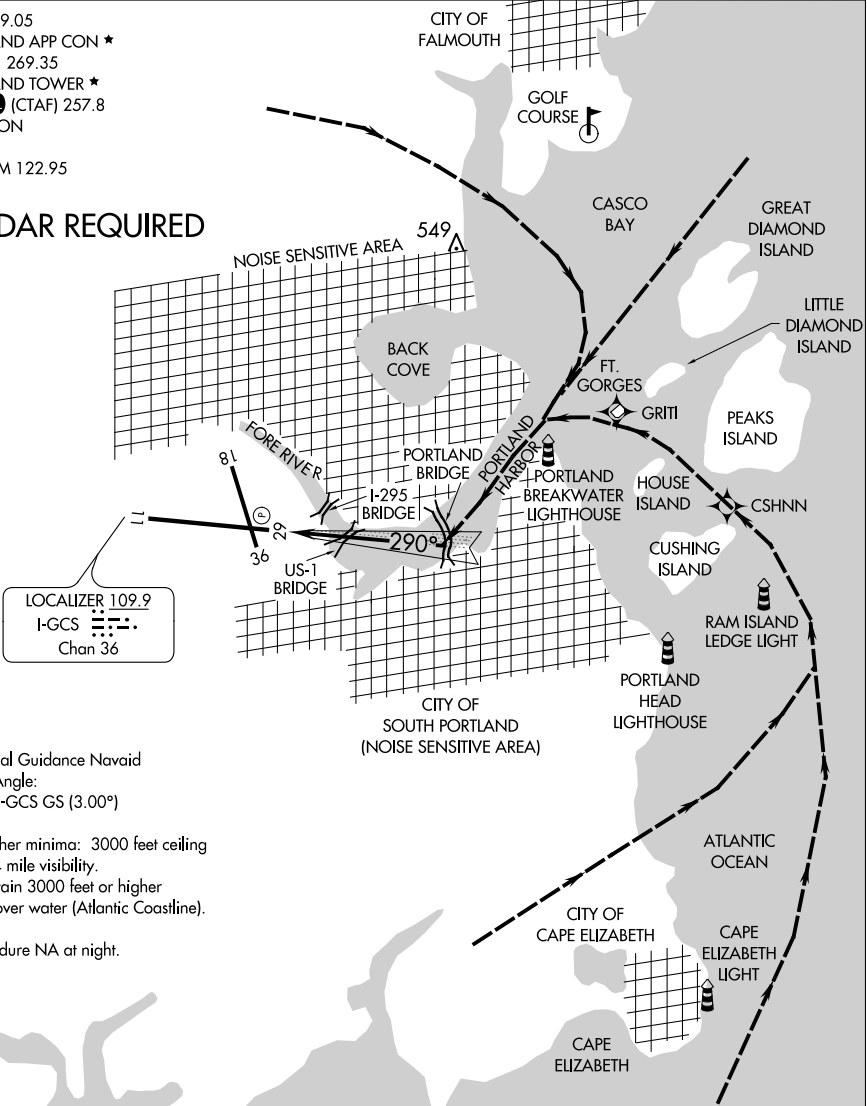 9.05
ND APP CON ★
269.35
ND TOWER ★
(CTAF) 257.8
ON
M 122.95
DAR REQUIRED
CITY OF
FALMOUTH
GOLF
COURSE
CASCO
BAY
GREAT
DIAMOND
ISLAND
NOISE SENSITIVE AREA
549
LITTLE
DIAMOND
ISLAND
BACK
COVE
FT.
GORGES
GRITI
PEAKS
ISLAND
FORE RIVER
PORTLAND
BRIDGE
PORTLAND
HARBOR
PORTLAND
BREAKWATER
LIGHTHOUSE
HOUSE
ISLAND
CSHNN
I-295
BRIDGE
18
11
P
29
36
290°
US-1
BRIDGE
CUSHING
ISLAND
LOCALIZER 109.9
I-GCS
Chan 36
RAM ISLAND
LEDGE LIGHT
PORTLAND
HEAD
LIGHTHOUSE
CITY OF
SOUTH PORTLAND
(NOISE SENSITIVE AREA)
al Guidance Navaid
Angle:
-GCS GS (3.00°)
her minima: 3000 feet ceiling
mile visibility.
ain 3000 feet or higher
over water (Atlantic Coastline).
dure NA at night.
ATLANTIC
OCEAN
CITY OF
CAPE ELIZABETH
CAPE
ELIZABETH
LIGHT
CAPE
ELIZABETH